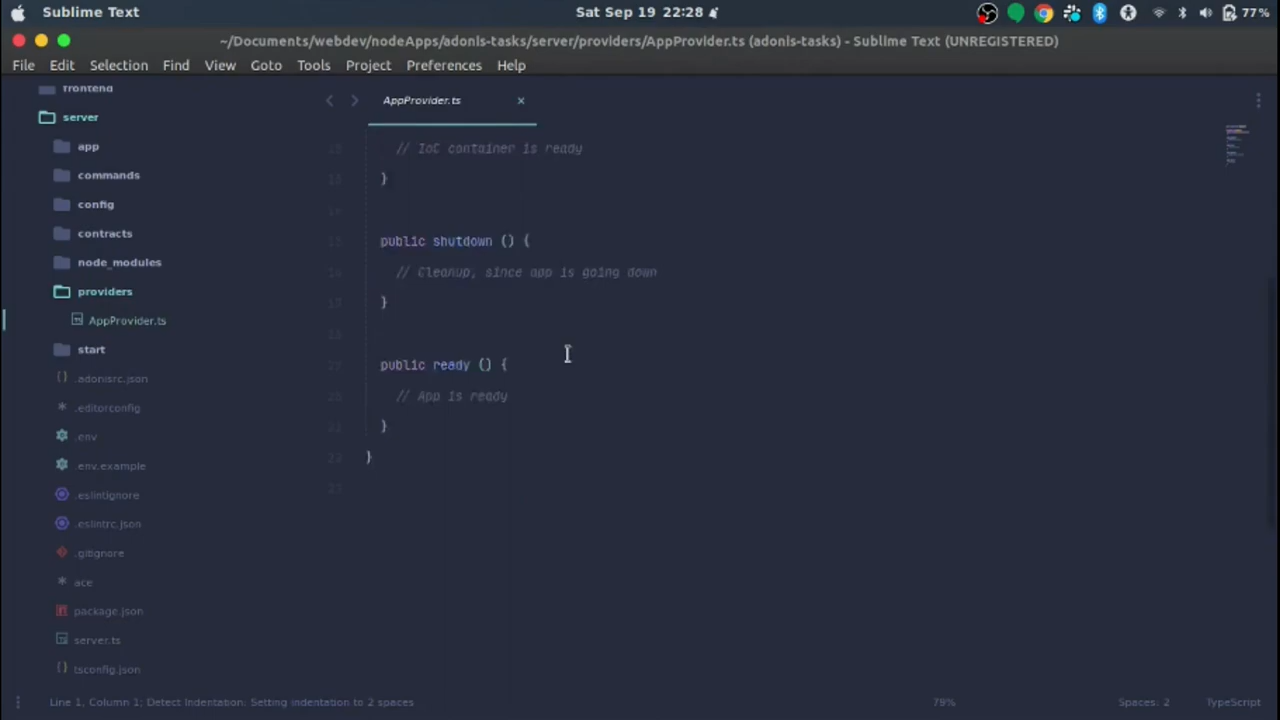 Sublime Text
Sat Sep 19 22:28
77%
~/Documents/webdev/nodeApps/adonis-tasks/server/providers/AppProvider.ts (adonis-tasks) - Sublime Text (UNREGISTERED)
File Edit Selection View Goto Tools Project Preferences Help
frontend
server
app
commands
config
contracts
node_modules
providers
AppProvider.ts
start
{} .adonisrc.json
* .editorconfig
.env
.env.example
.eslintignore
.eslintrc.json
.gitignore
* ace
package.json
server.ts
{} tsconfig.json
AppProvider.ts ×
// IoC container is ready
}
public shutdown () {
// Cleanup, since app is going down
}
public ready () {
// App is ready
}
}
Line 1, Column 1; Detect Indentation: Setting indentation to 2 spaces
79%
Spaces: 2
TypeScript